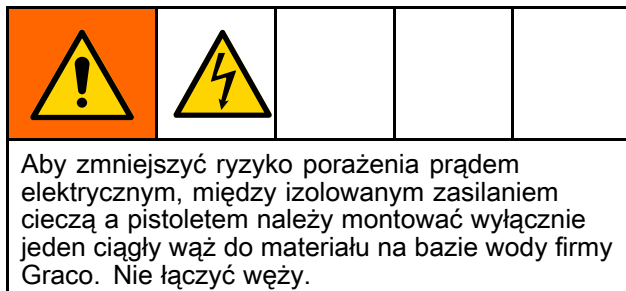 Aby zmniejszyć ryzyko porażenia prądem
elektrycznym, między izolowanym zasilaniem
cieczą a pistoletem należy montować wyłącznie
jeden ciągły wąż do materiału na bazie wody firmy
Graco. Nie łączyć węży.